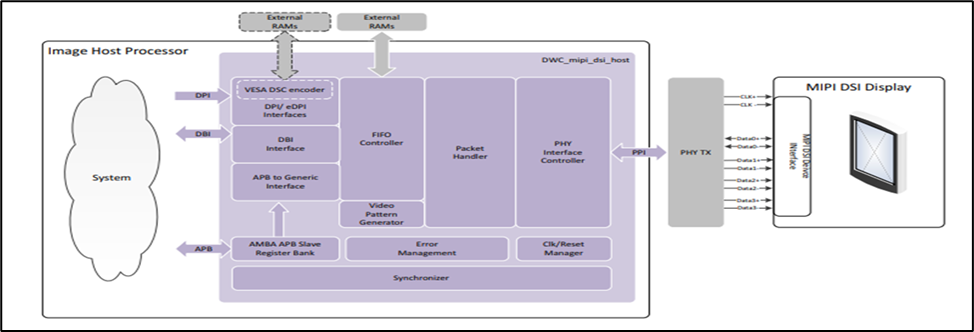 External
RAMs
External
RAMs
Image Host Processor
DWC_mipi_dsi_host
MIPI DSI Display
VESA DSC encoder
DPI/ eDPI
Interfaces
DPI
DBI
DBI
Interface
APB to Generic
Interface
FIFO
Controller
Video
Pattern
Generator
Packet
Handler
PHY
Interface
Controller
PPI
PHY TX
CLK+
CLK -
Data0+
Data0-
Data1+
Data1-
Data2+
Data2-
Data3+
Data3-
MIPI DSI Device
INterface
System
APB
AMBA APB Slave
Register Bank
Error
Management
Clk/Reset
Manager
Synchronizer